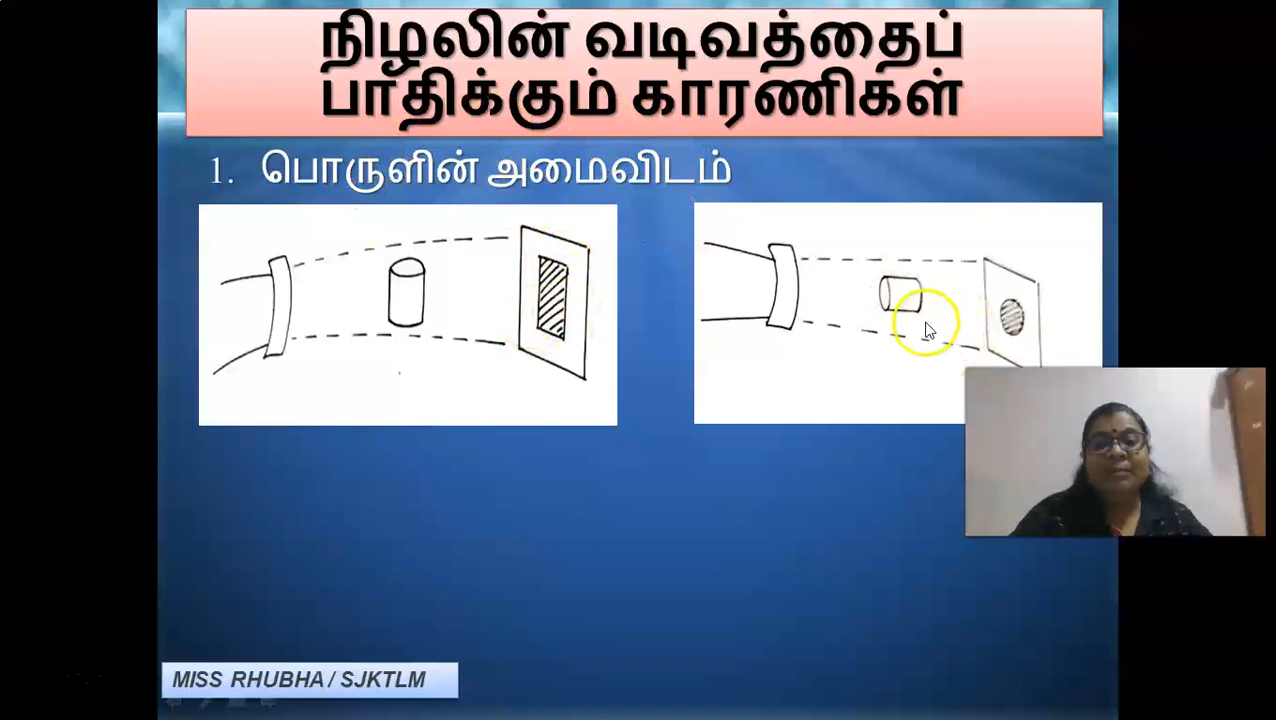 நிழலின் வடிவத்தைப்
பாதிக்கும் காரணிகள்
1. பொருளின் அமைவிடம்
MISS RHUBHA / SJKTLM